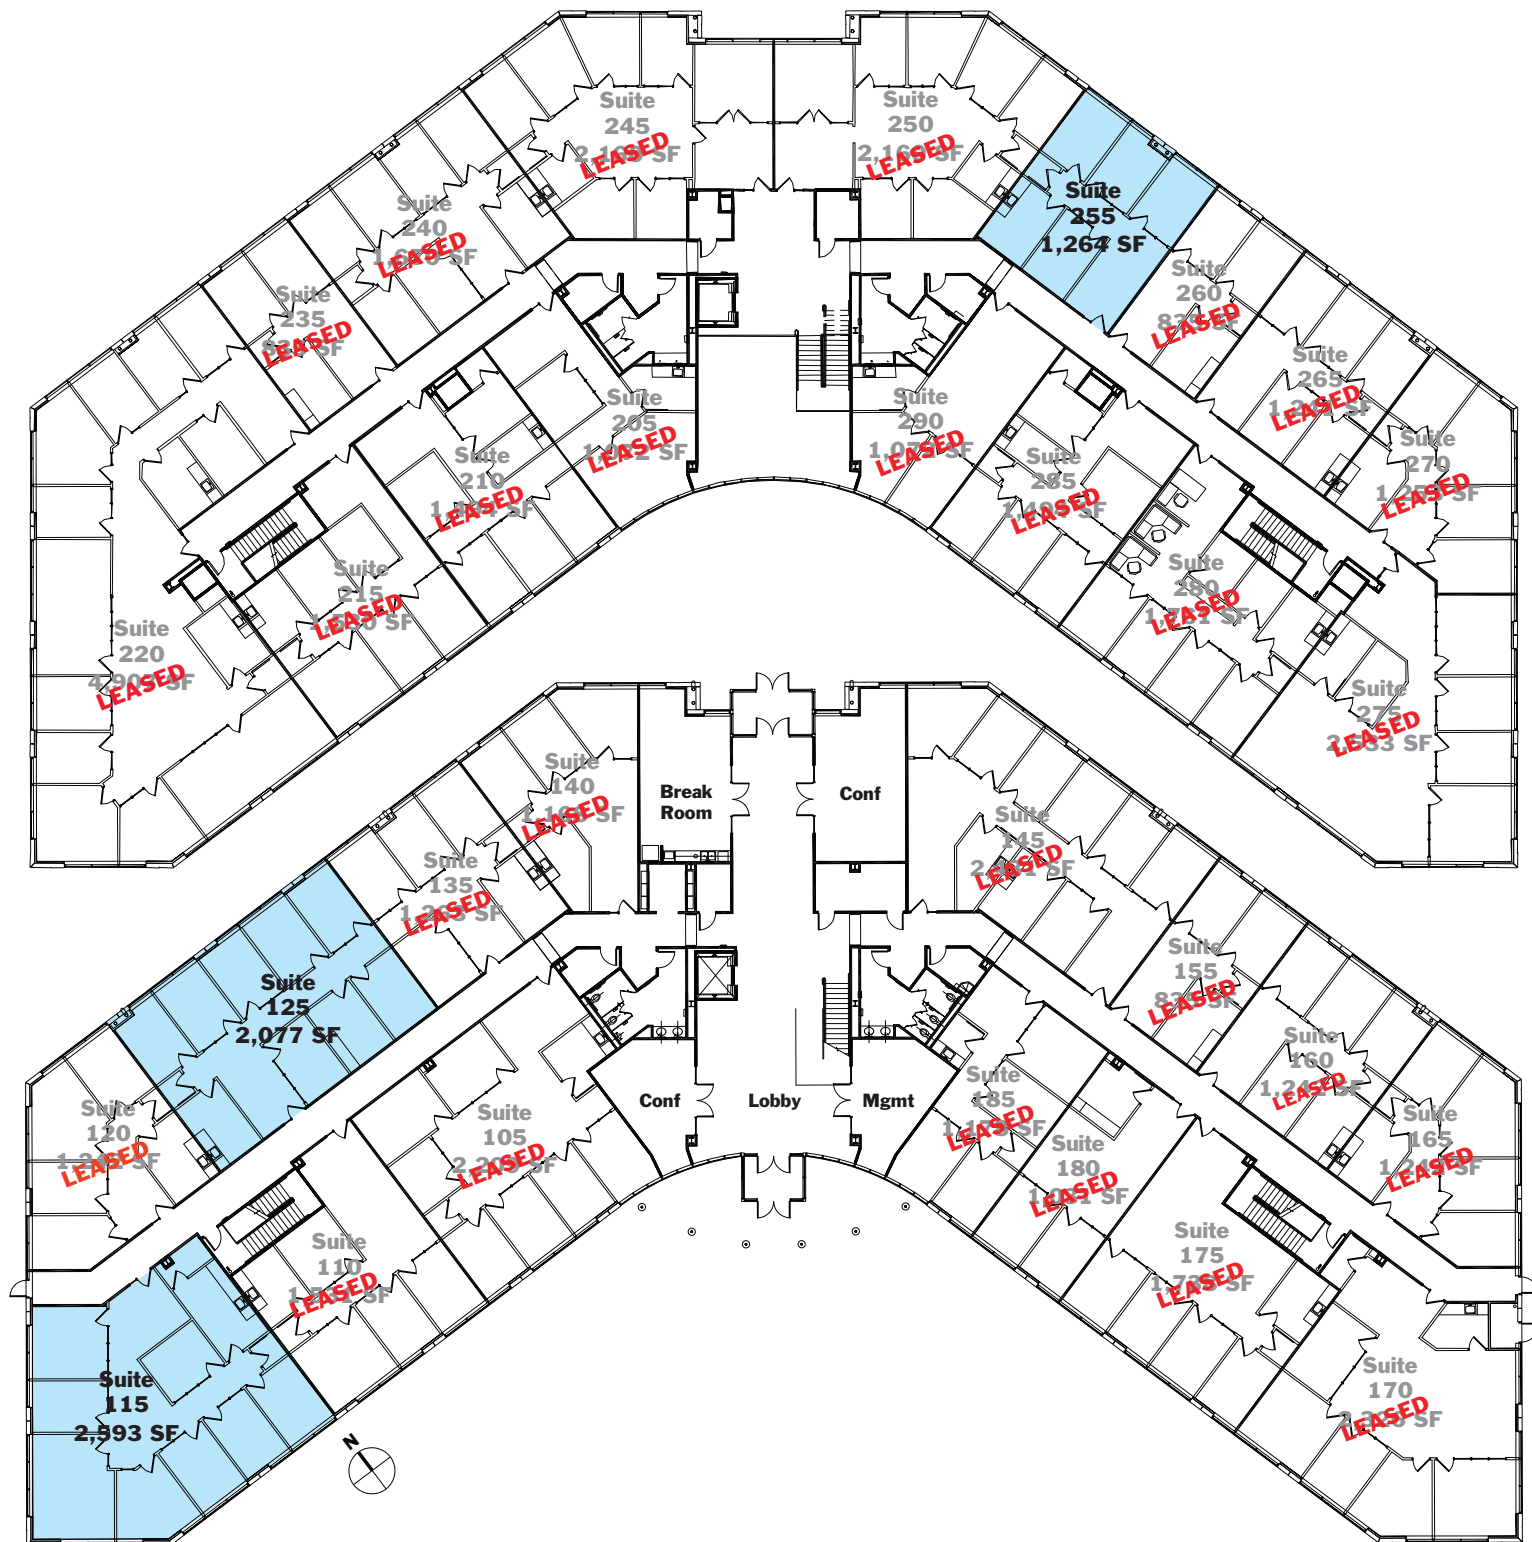 Suite
245
LEASED
Suite
250
LEASED
Suite
255
1,264 SF
Suite
240
LEASED
Suite
235
LEASED
Suite
260
LEASED
Suite
265
LEASED
Suite
270
LEASED
Suite
205
LEASED
Suite
290
LEASED
Suite
210
LEASED
Suite
285
LEASED
Suite
215
LEASED
Suite
280
LEASED
Suite
220
LEASED
Suite
275
LEASED
Suite
140
LEASED
Break
Room
Conf
Suite
145
LEASED
Suite
135
LEASED
Suite
125
2,077 SF
Suite
155
LEASED
Suite
160
LEASED
Suite
165
LEASED
Suite
120
LEASED
Suite
105
LEASED
Conf
Lobby
Mgmt
Suite
185
LEASED
Suite
180
LEASED
Suite
175
LEASED
Suite
110
LEASED
Suite
115
2,593 SF
Suite
170
LEASED
N